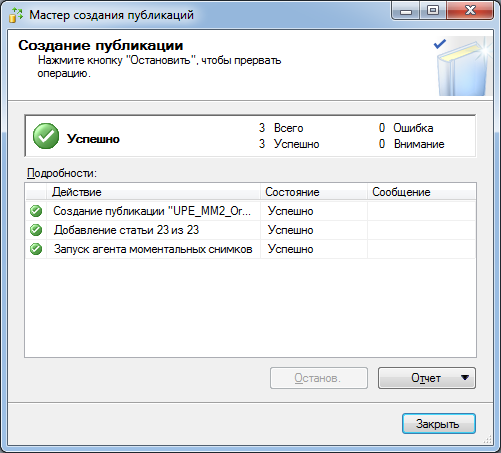 Мастер создания публикаций
Создание публикации
Нажмите кнопку "Остановить", чтобы прервать
операцию.
Успешно
3 Всего 0 Ошибка
3 Успешно 0 Внимание
Подробности:
Действие Состояние Сообщение
Создание публикации "UPE_MM2_Or... Успешно
Добавление статьи 23 из 23 Успешно
Запуск агента моментальных снимков Успешно
Останов. Отчет
Закрыть